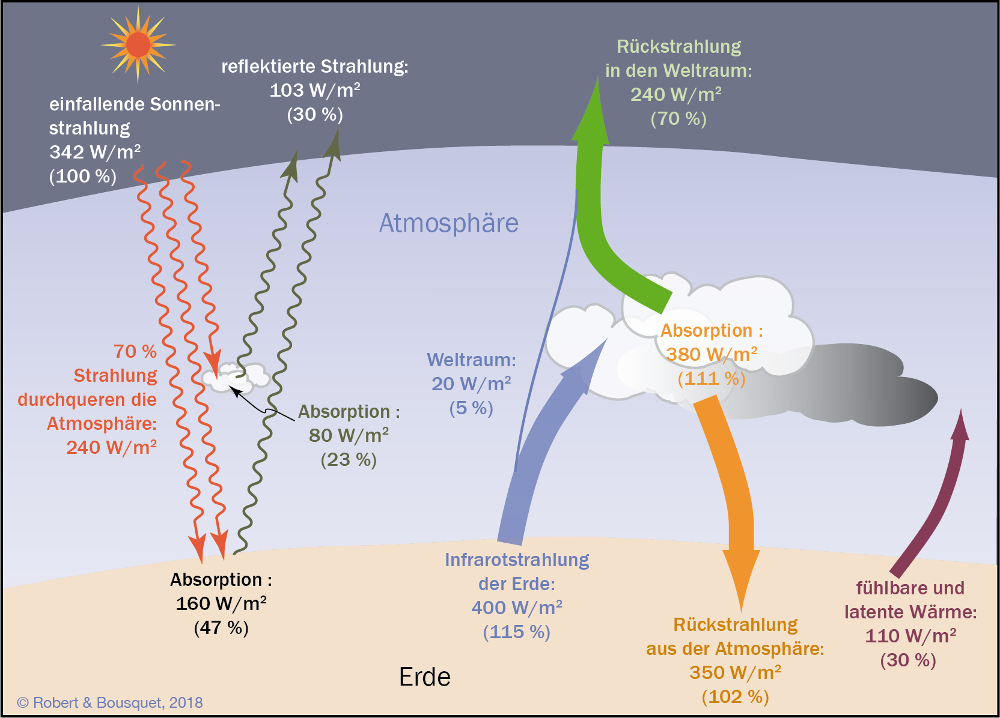 einfallende Sonnen-
strahlung
342 W/m²
(100 %)
reflektierte Strahlung:
103 W/m²
(30 %)
Rückstrahlung
in den Weltraum:
240 W/m²
(70 %)
Atmosphäre
70 %
Strahlung
durchqueren die
Atmosphäre:
240 W/m²
Absorption :
80 W/m²
(23 %)
Weltraum:
20 W/m²
(5 %)
Absorption :
380 W/m²
(111 %)
Absorption :
160 W/m²
(47 %)
Infrarotstrahlung
der Erde:
400 W/m²
(115 %)
Rückstrahlung
aus der Atmosphäre:
350 W/m²
(102 %)
fühlbare und
latente Wärme:
110 W/m²
(30 %)
Erde
© Robert & Bousquet, 2018